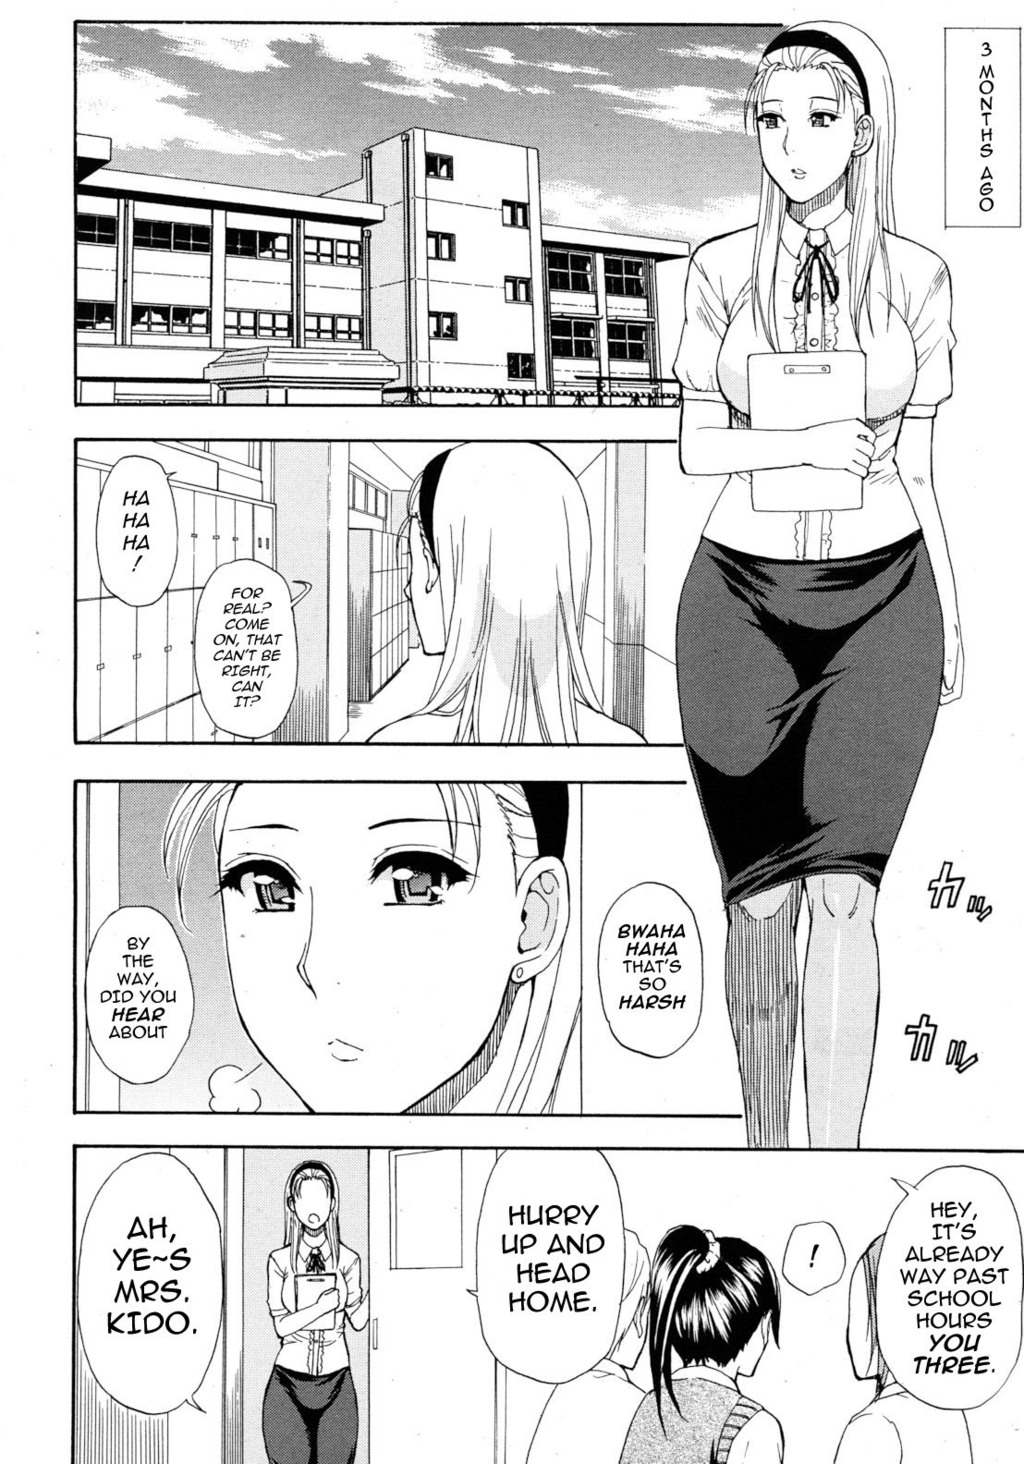 3 MONTHS AGO
HA
HA
HA
!
FOR
REAL?
COME
ON, THAT
CAN'T BE
RIGHT,
CAN
IT?
BWAHA
HAHA
THAT'S
SO
HARSH
BY
THE
WAY,
DID YOU
HEAR
ABOUT
カッ
カッ
HEY,
IT'S
ALREADY
WAY PAST
SCHOOL
HOURS
YOU
THREE.
!
HURRY
UP AND
HEAD
HOME.
AH,
YE~S
MRS.
KIDO.